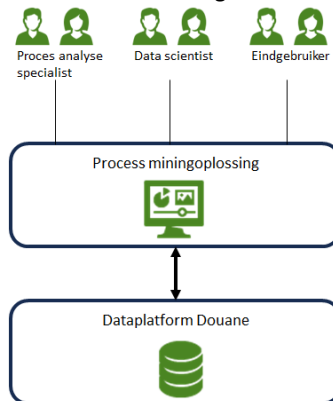 Proces analyse
specialist
Data scientist
Eindgebruiker
Process miningoplossing
Dataplatform Douane